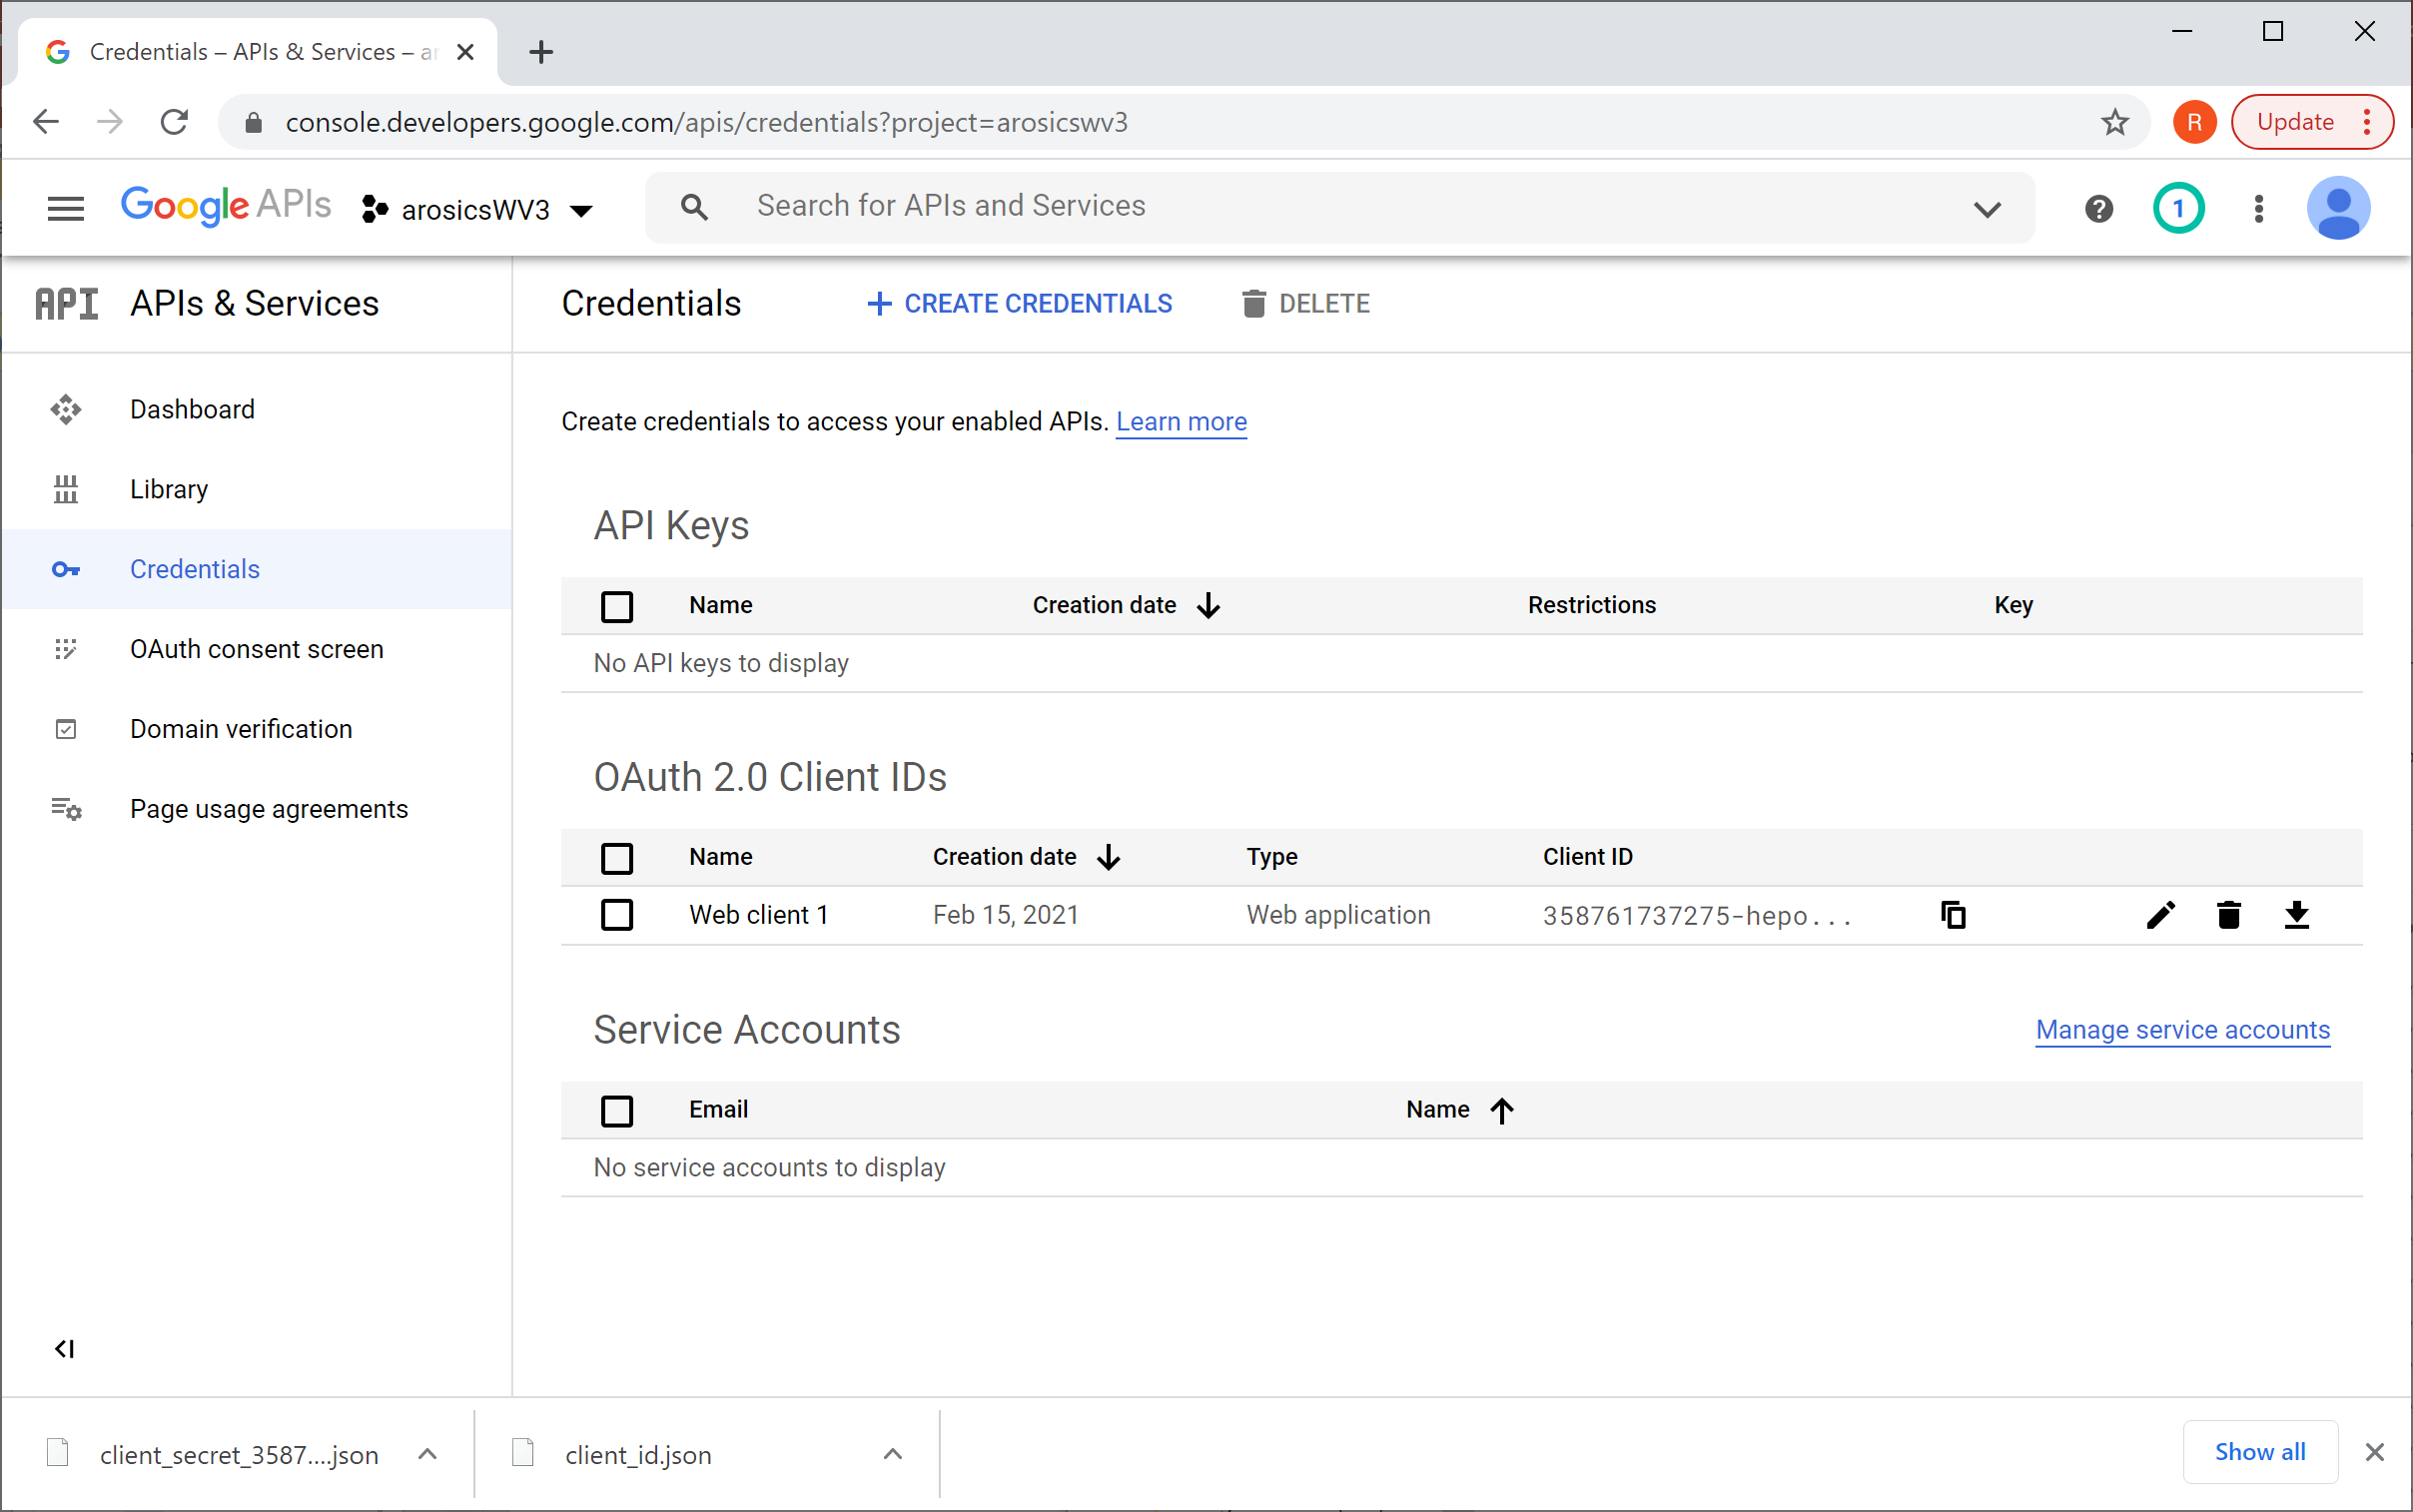 Credentials – APIs & Services – ar
console.developers.google.com/apis/credentials?project=arosicswv3
R
Update
Google APIs
arosicsWV3
Search for APIs and Services
?
1
API
APIs & Services
Credentials
CREATE CREDENTIALS
DELETE
Dashboard
Library
Credentials
OAuth consent screen
Domain verification
Page usage agreements
Create credentials to access your enabled APIs. Learn more
API Keys
Name Creation date Restrictions Key
No API keys to display
OAuth 2.0 Client IDs
Name Creation date Type Client ID
Web client 1 Feb 15, 2021 Web application 358761737275-hepo...
Service Accounts
Manage service accounts
Email Name
No service accounts to display
client_secret_3587....json
client_id.json
Show all